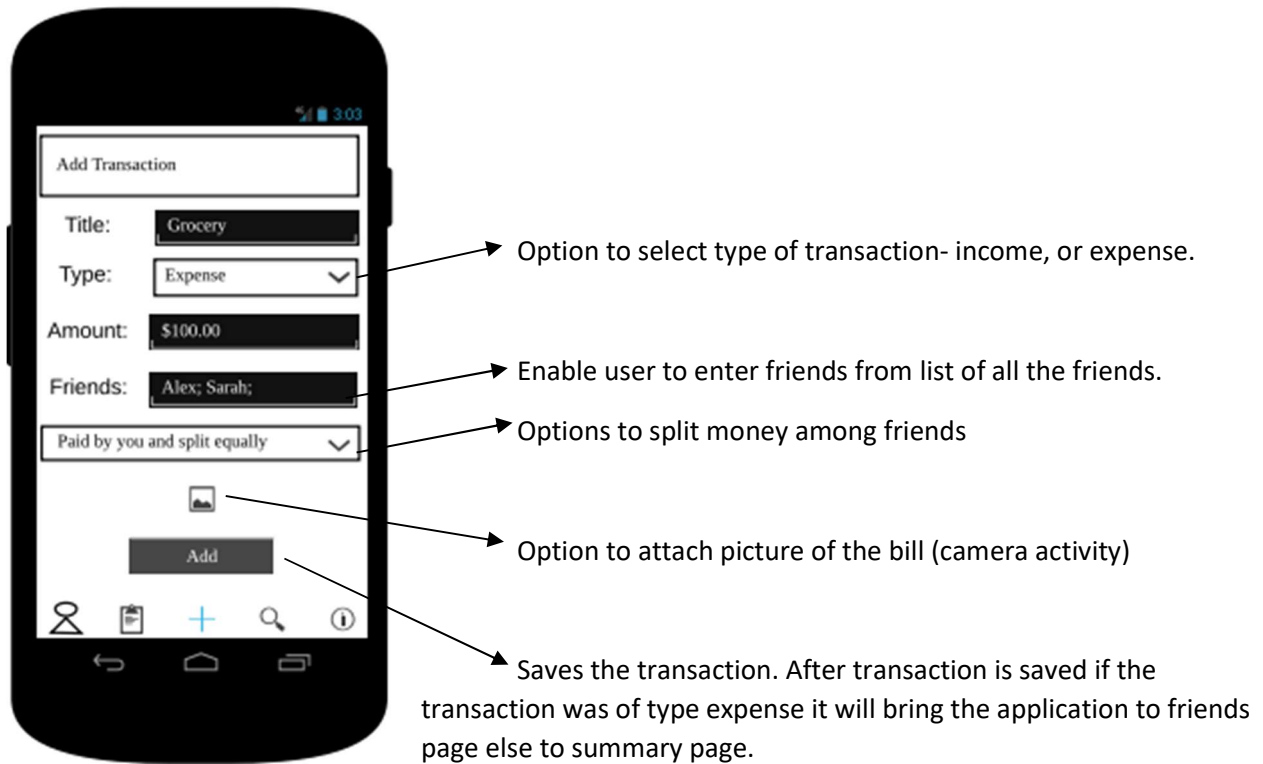 3:03
Add Transaction
Title: Grocery
Type: Expense
Option to select type of transaction- income, or expense.
Amount: $100.00
Friends: Alex; Sarah;
Enable user to enter friends from list of all the friends.
Paid by you and split equally
Options to split money among friends
Option to attach picture of the bill (camera activity)
Add
Saves the transaction. After transaction is saved if the
transaction was of type expense it will bring the application to friends
page else to summary page.